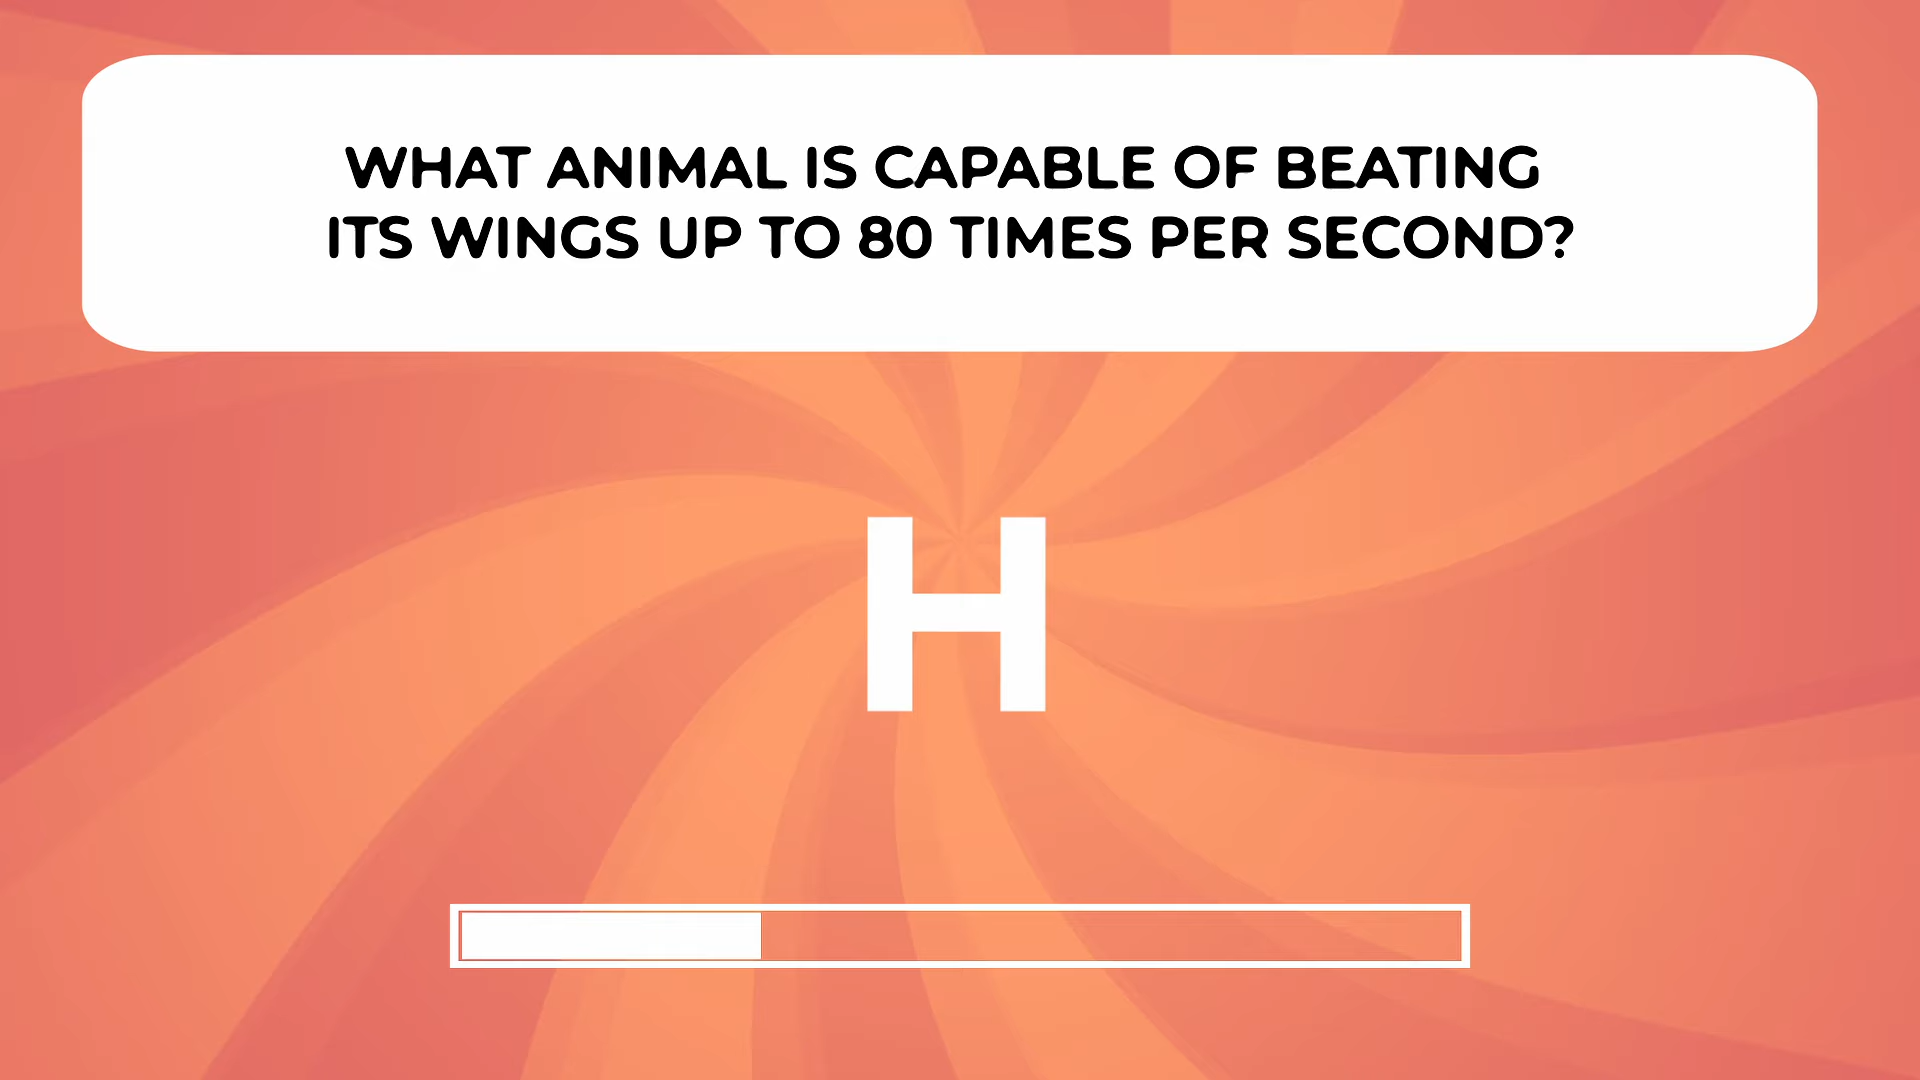 WHAT ANIMAL IS CAPABLE OF BEATING
ITS WINGS UP TO 80 TIMES PER SECOND?
H